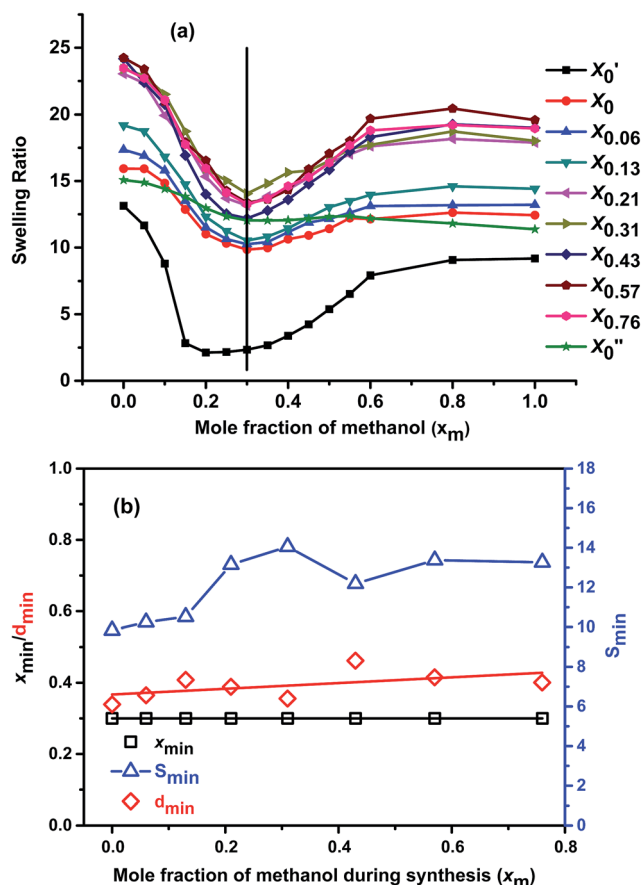 (a)
25
20
15
10
5
0
Swelling Ratio
0.0 0.2 0.4 0.6 0.8 1.0
Mole fraction of methanol (xm)
X0'
X0
X0.06
X0.13
X0.21
X0.31
X0.43
X0.57
X0.76
X0"
(b)
1.0
0.8
0.6
0.4
0.2
0.0
xmin/dmin
18
16
14
12
10
8
6
4
2
0
Smin
xmin
Smin
dmin
0.0 0.2 0.4 0.6 0.8
Mole fraction of methanol during synthesis (xm)